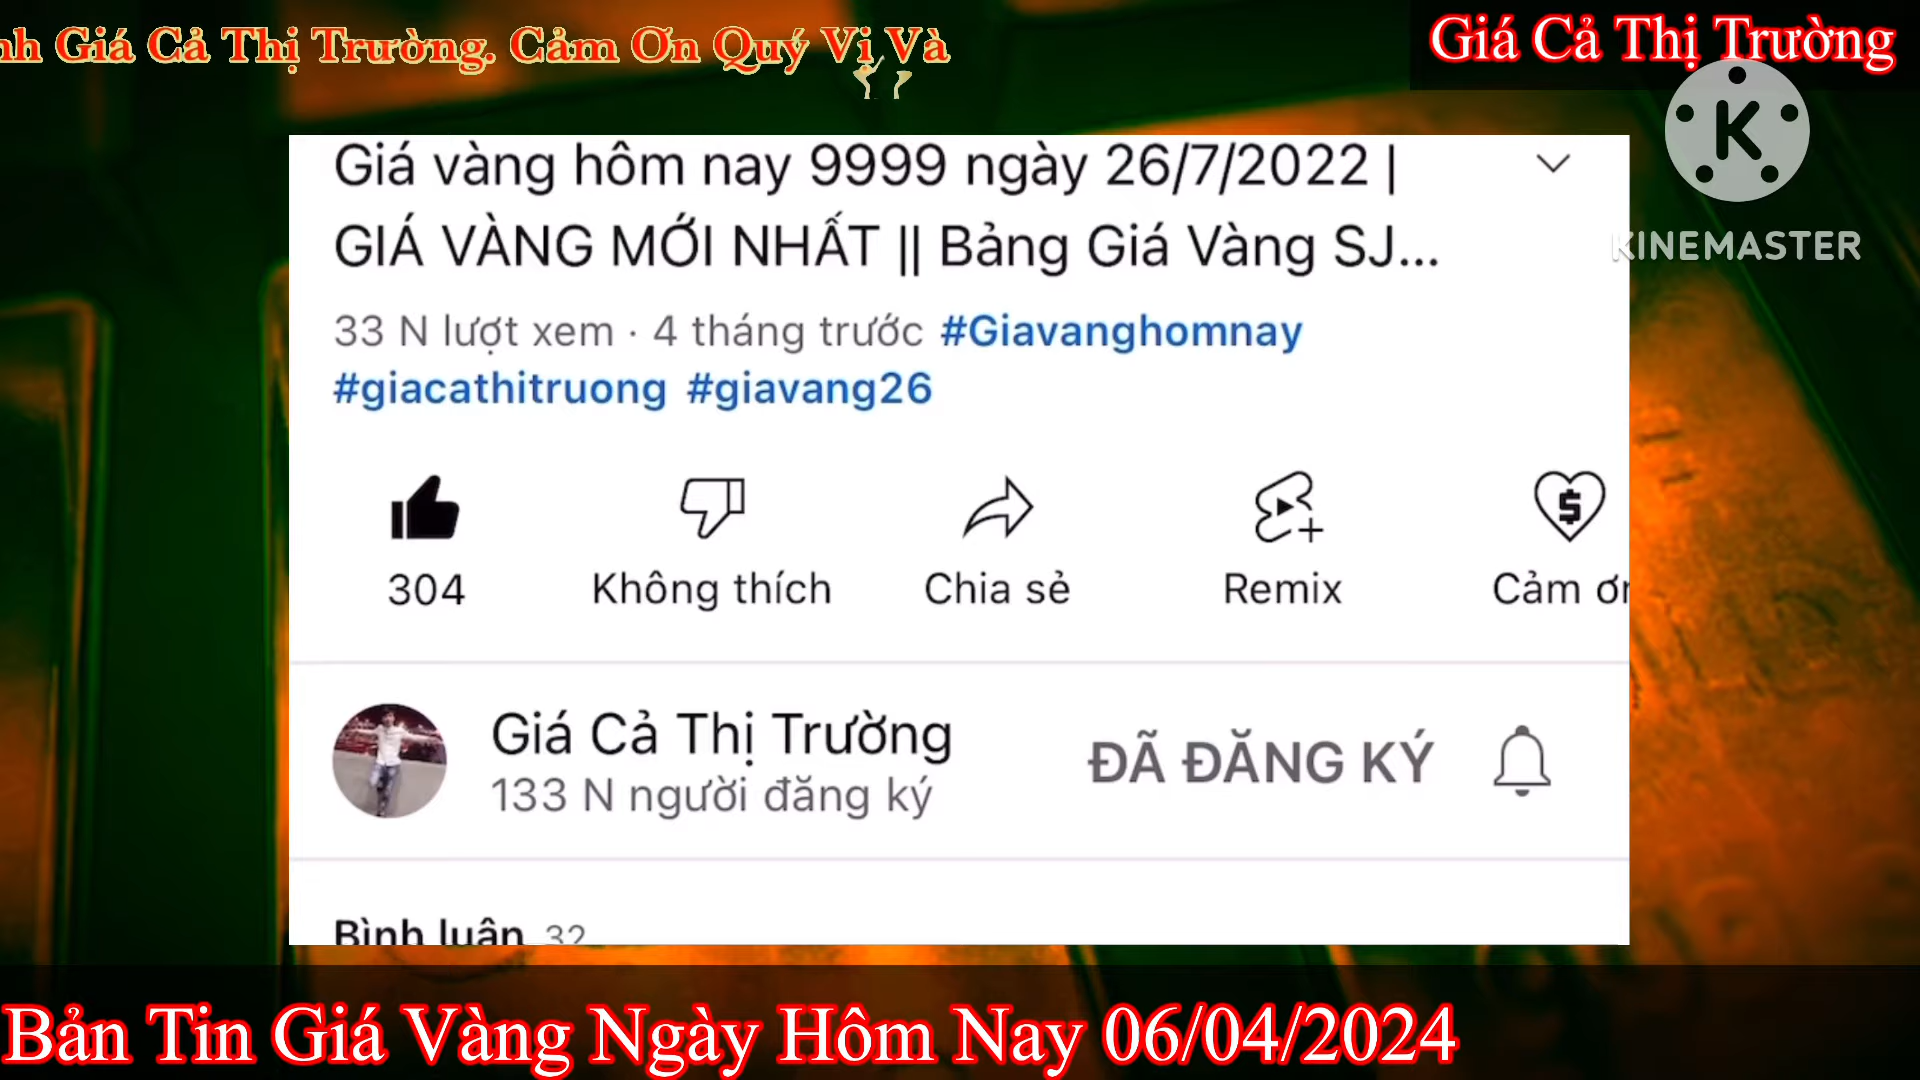 nh Giá Cả Thị Trường. Cảm Ơn Quý Vị Và
Giá Cả Thị Trường
K
KINEMASTER
Giá vàng hôm nay 9999 ngày 26/7/2022 |
GIÁ VÀNG MỚI NHẤT || Bảng Giá Vàng SJ...
33 N lượt xem · 4 tháng trước #Giavanghomnay
#giacathitruong #giavang26
304 Không thích Chia sẻ Remix Cảm ơn
Giá Cả Thị Trường
133 N người đăng ký
ĐÃ ĐĂNG KÝ
Bình luận 32
Bản Tin Giá Vàng Ngày Hôm Nay 06/04/2024